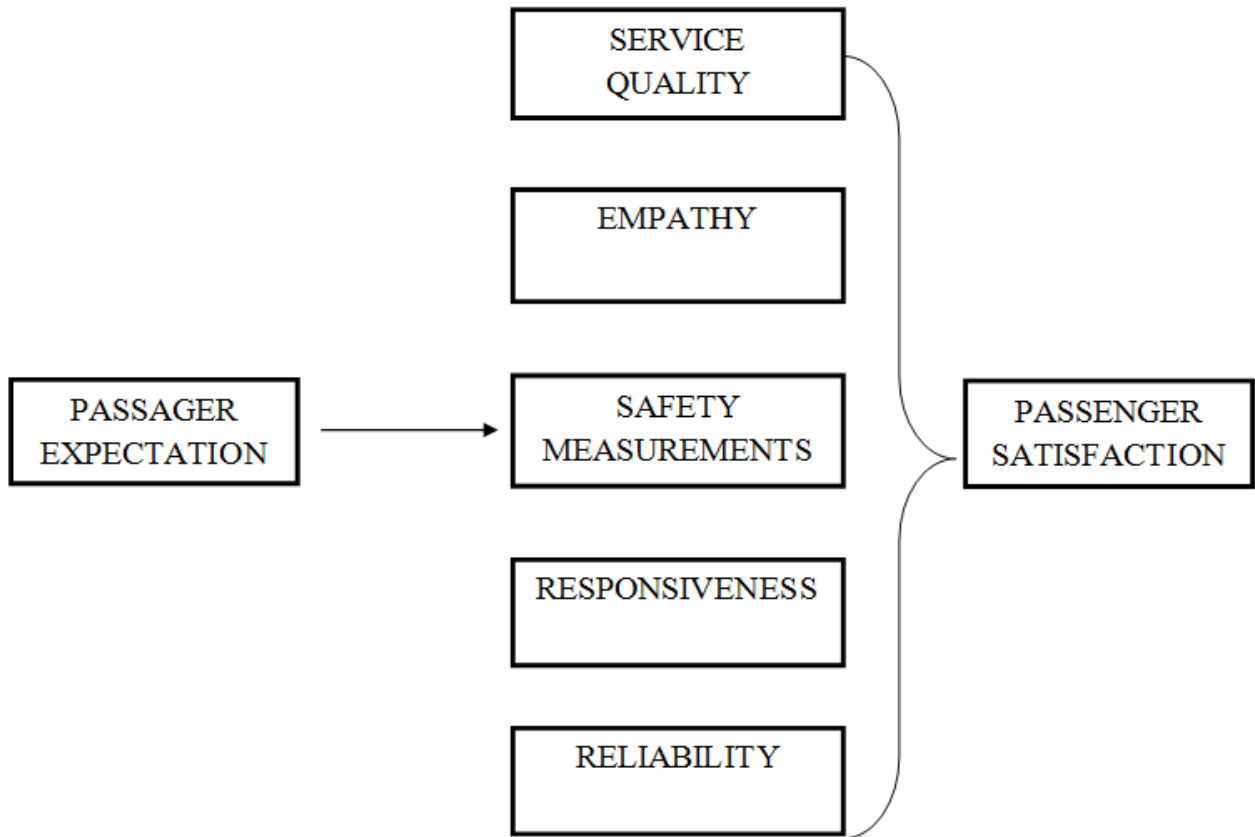 SERVICE
QUALITY
EMPATHY
PASSAGER
EXPECTATION
SAFETY
MEASUREMENTS
PASSENGER
SATISFACTION
RESPONSIVENESS
RELIABILITY